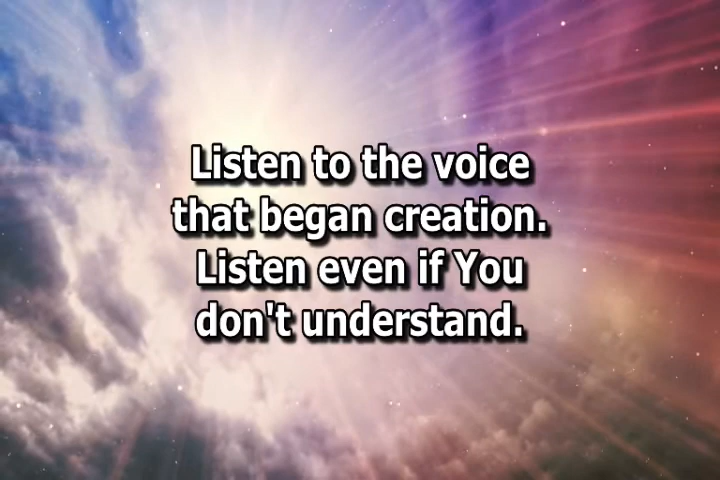 Listen to the voice
that began creation.
Listen even if You
don't understand.